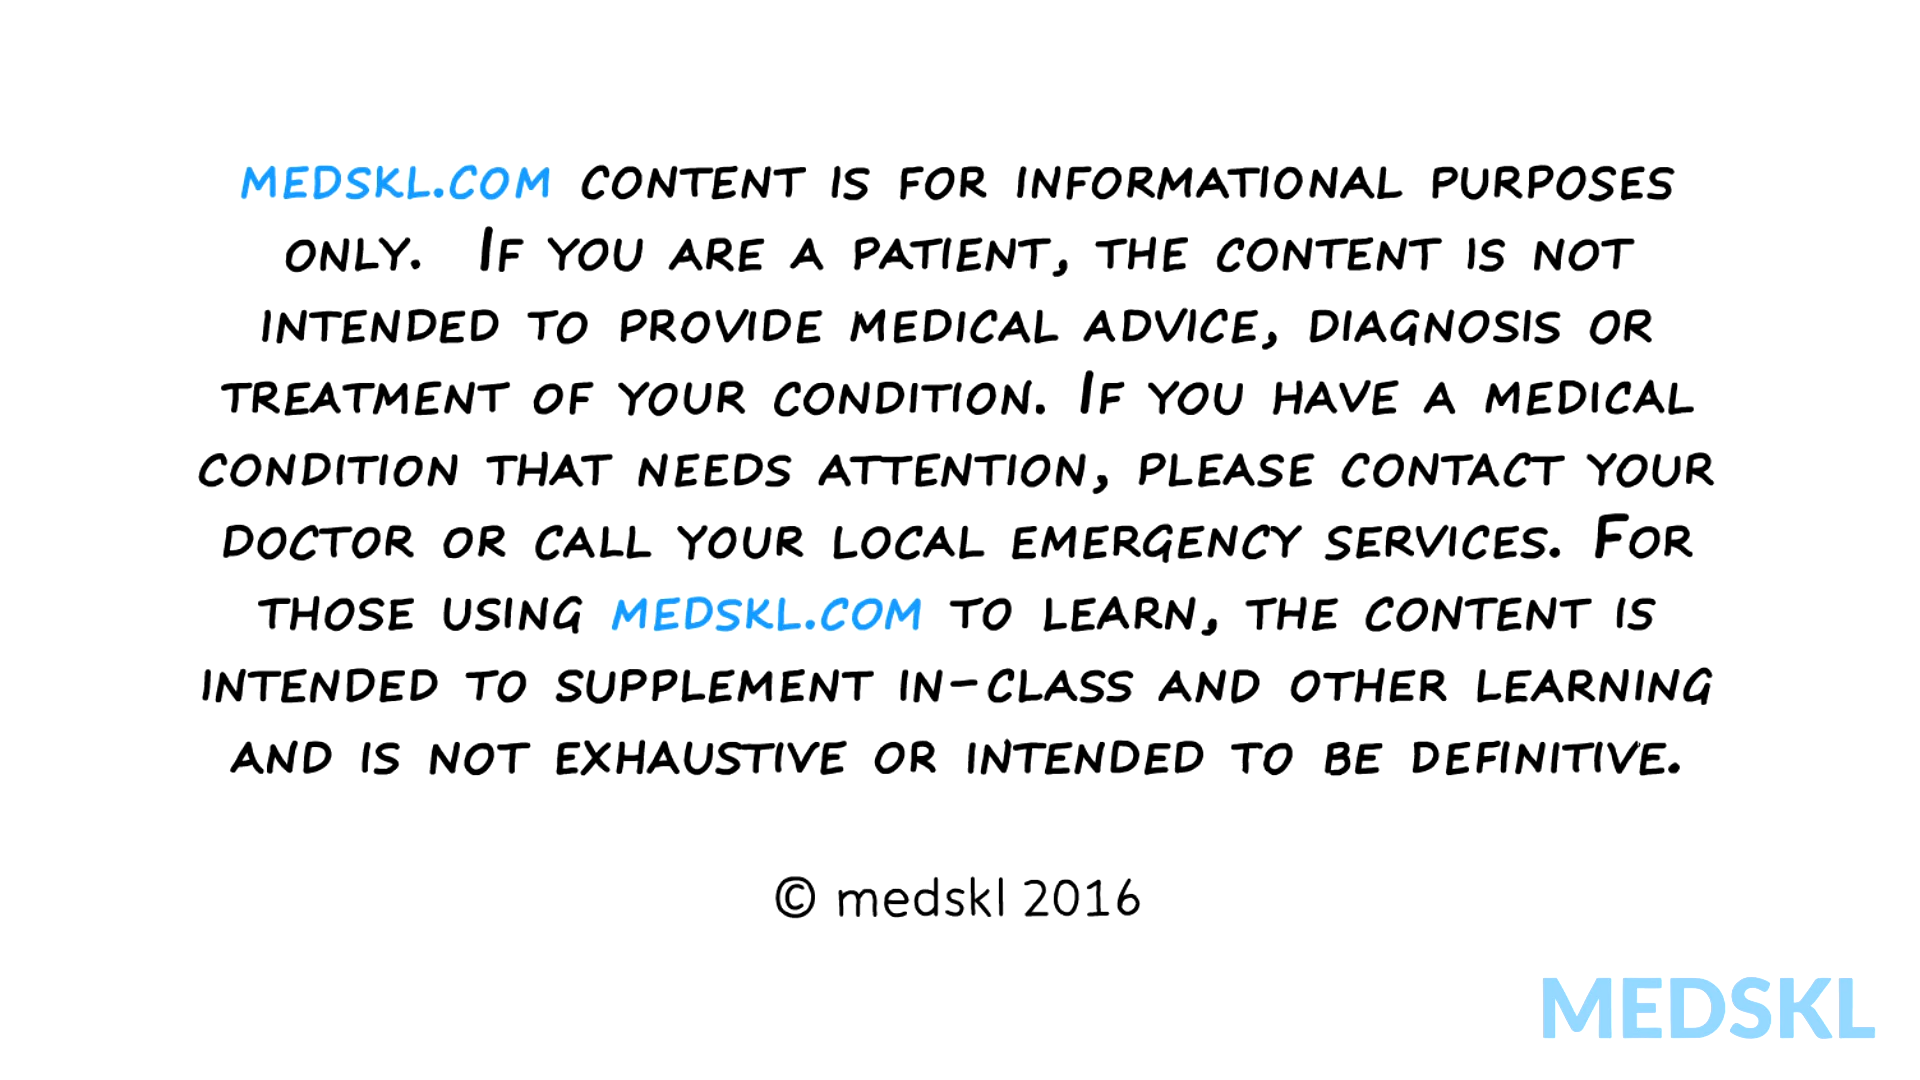 MEDSKL.COM CONTENT IS FOR INFORMATIONAL PURPOSES
ONLY. IF YOU ARE A PATIENT, THE CONTENT IS NOT
INTENDED TO PROVIDE MEDICAL ADVICE, DIAGNOSIS OR
TREATMENT OF YOUR CONDITION. IF YOU HAVE A MEDICAL
CONDITION THAT NEEDS ATTENTION, PLEASE CONTACT YOUR
DOCTOR OR CALL YOUR LOCAL EMERGENCY SERVICES. FOR
THOSE USING MEDSKL.COM TO LEARN, THE CONTENT IS
INTENDED TO SUPPLEMENT IN-CLASS AND OTHER LEARNING
AND IS NOT EXHAUSTIVE OR INTENDED TO BE DEFINITIVE.
© medskl 2016
MEDSKL